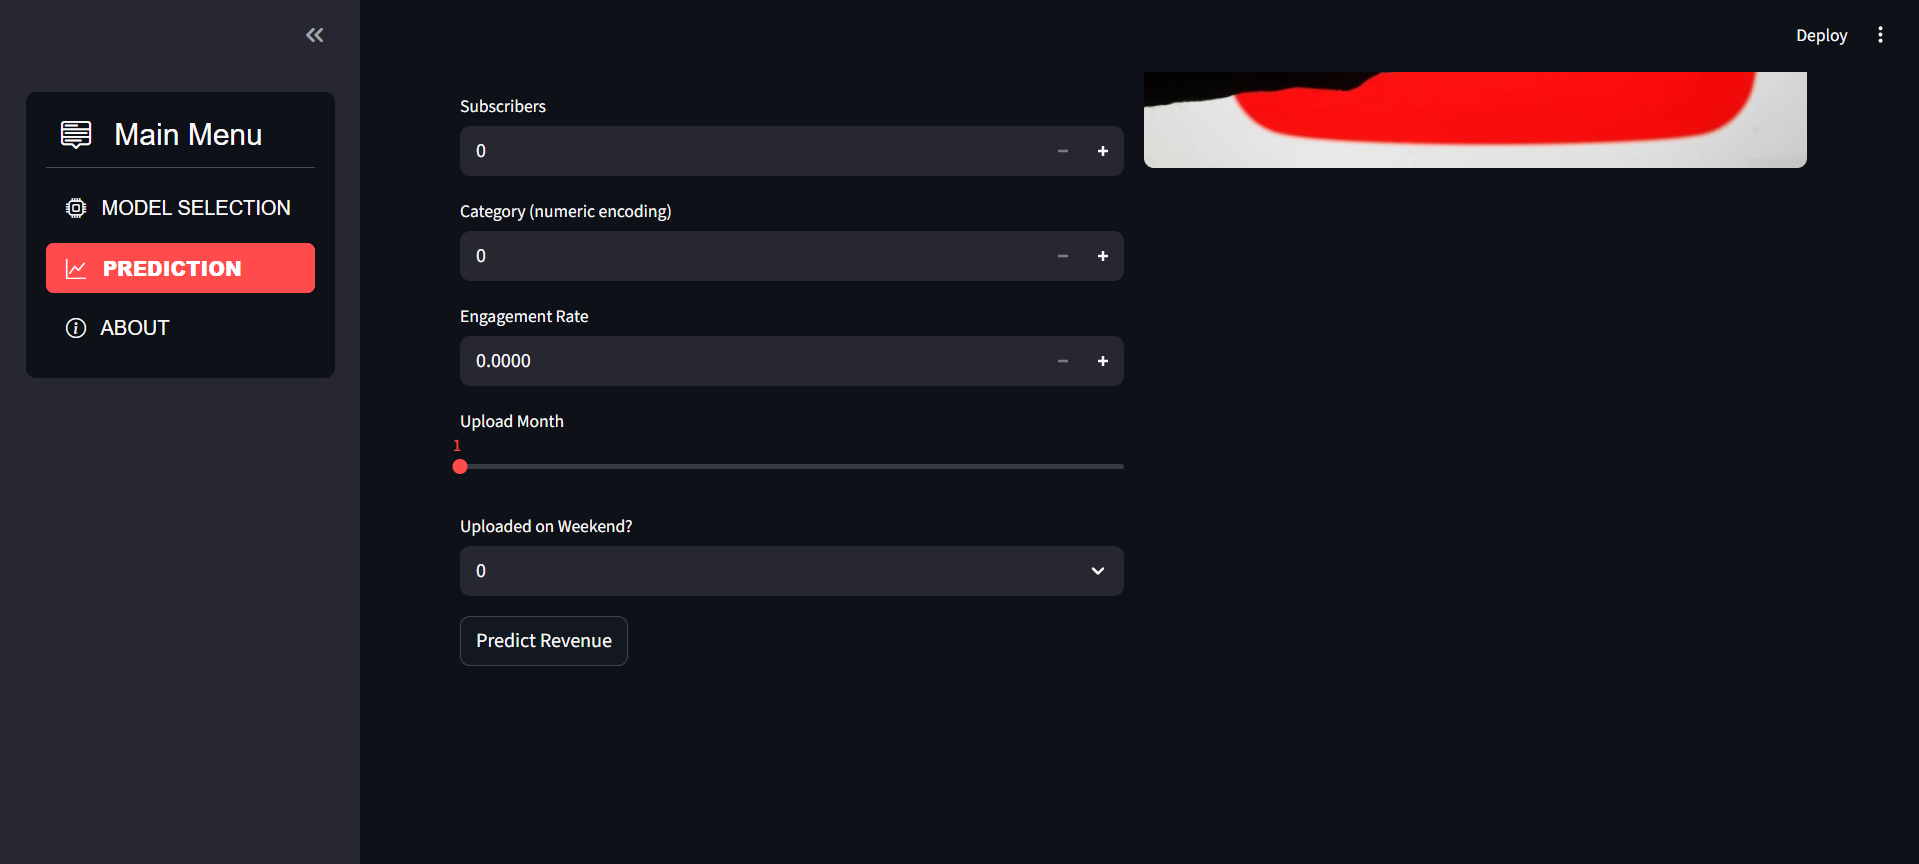 Deploy
Main Menu
MODEL SELECTION
PREDICTION
ABOUT
Subscribers
0
Category (numeric encoding)
0
Engagement Rate
0.0000
Upload Month
1
Uploaded on Weekend?
0
Predict Revenue